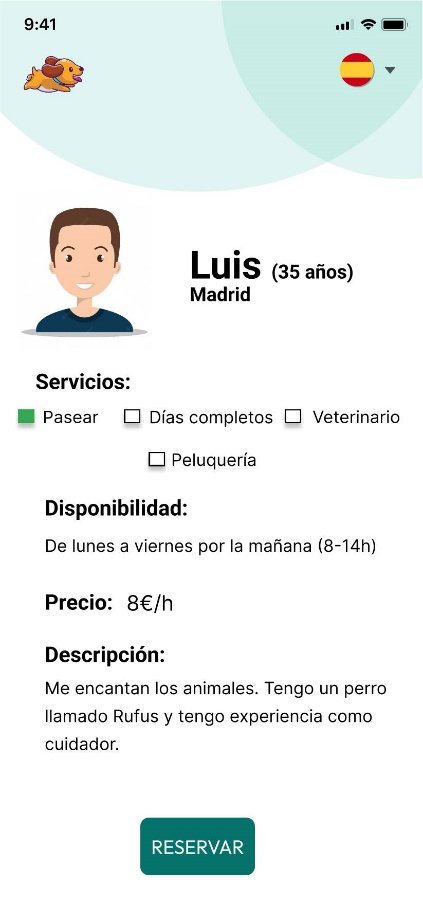 9:41
Luis (35 años)
Madrid
Servicios:
Pasear Días completos Veterinario
Peluquería
Disponibilidad:
De lunes a viernes por la mañana (8-14h)
Precio: 8€/h
Descripción:
Me encantan los animales. Tengo un perro
llamado Rufus y tengo experiencia como
cuidador.
RESERVAR